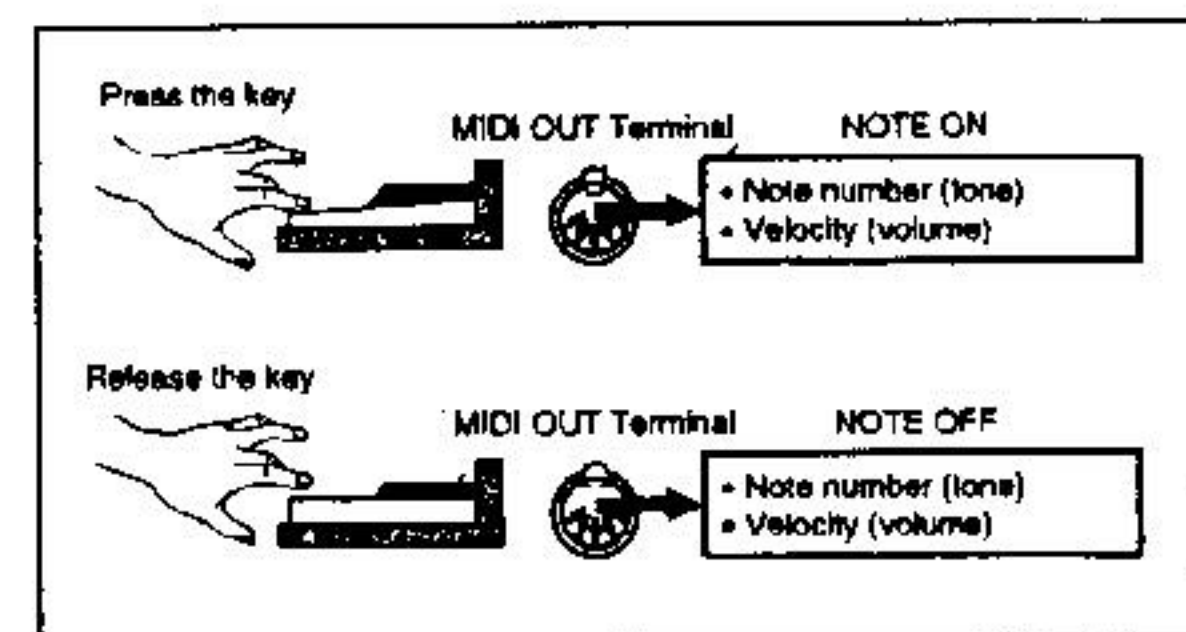 Press the key
MIDI OUT Terminal
NOTE ON
• Note number (tone)
• Velocity (volume)
Release the key
MIDI OUT Terminal
NOTE OFF
• Note number (tone)
• Velocity (volume)